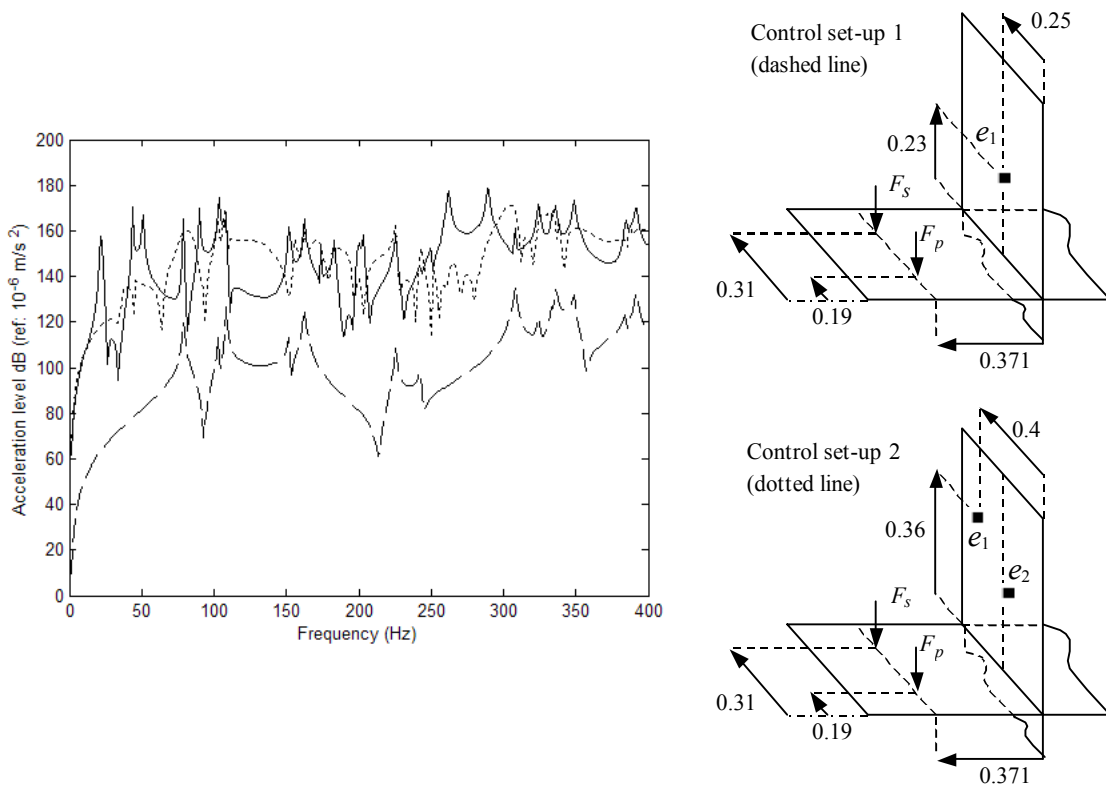 Acceleration level dB (ref: 10⁻⁶ m/s²)
200
180
160
140
120
100
80
60
40
20
0
0 50 100 150 200 250 300 350 400
Frequency (Hz)
Control set-up 1
(dashed line)
0.25
0.23
e₁
Fₛ
Fₚ
0.31
0.19
0.371
Control set-up 2
(dotted line)
0.4
0.36
e₁
e₂
Fₛ
Fₚ
0.31
0.19
0.371